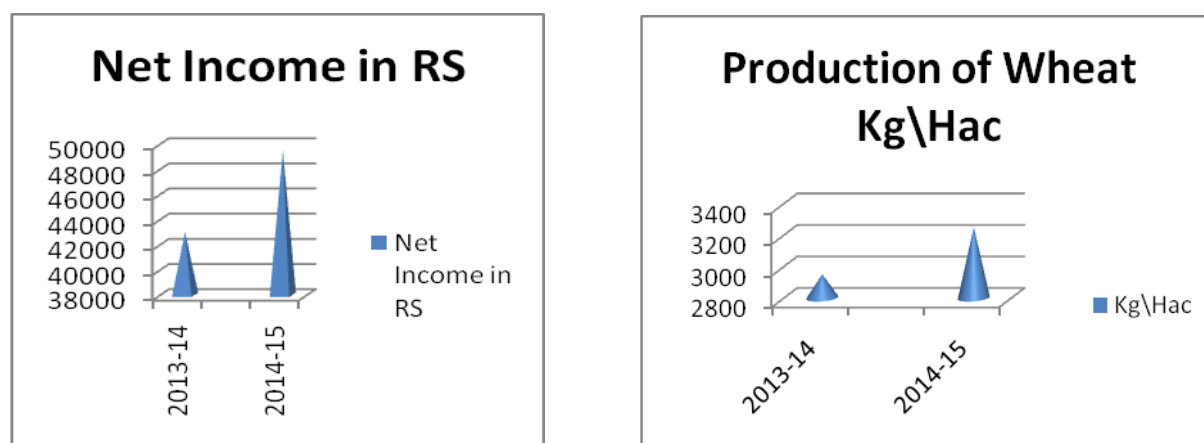 Net Income in RS
50000
48000
46000
44000
42000
40000
38000
2013-14
2014-15
Net
Income in
RS
Production of Wheat
Kg\Hac
3400
3200
3000
2800
2013-14
2014-15
Kg\Hac